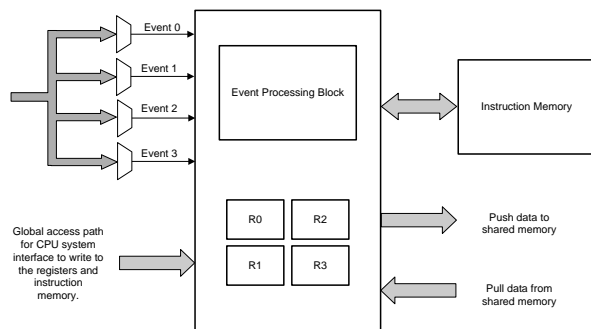 Event 0
Event 1
Event 2
Event 3
Event Processing Block
Instruction Memory
R0
R2
R1
R3
Global access path
for CPU system
interface to write to
the registers and
instruction
memory.
Push data to
shared memory
Pull data from
shared memory